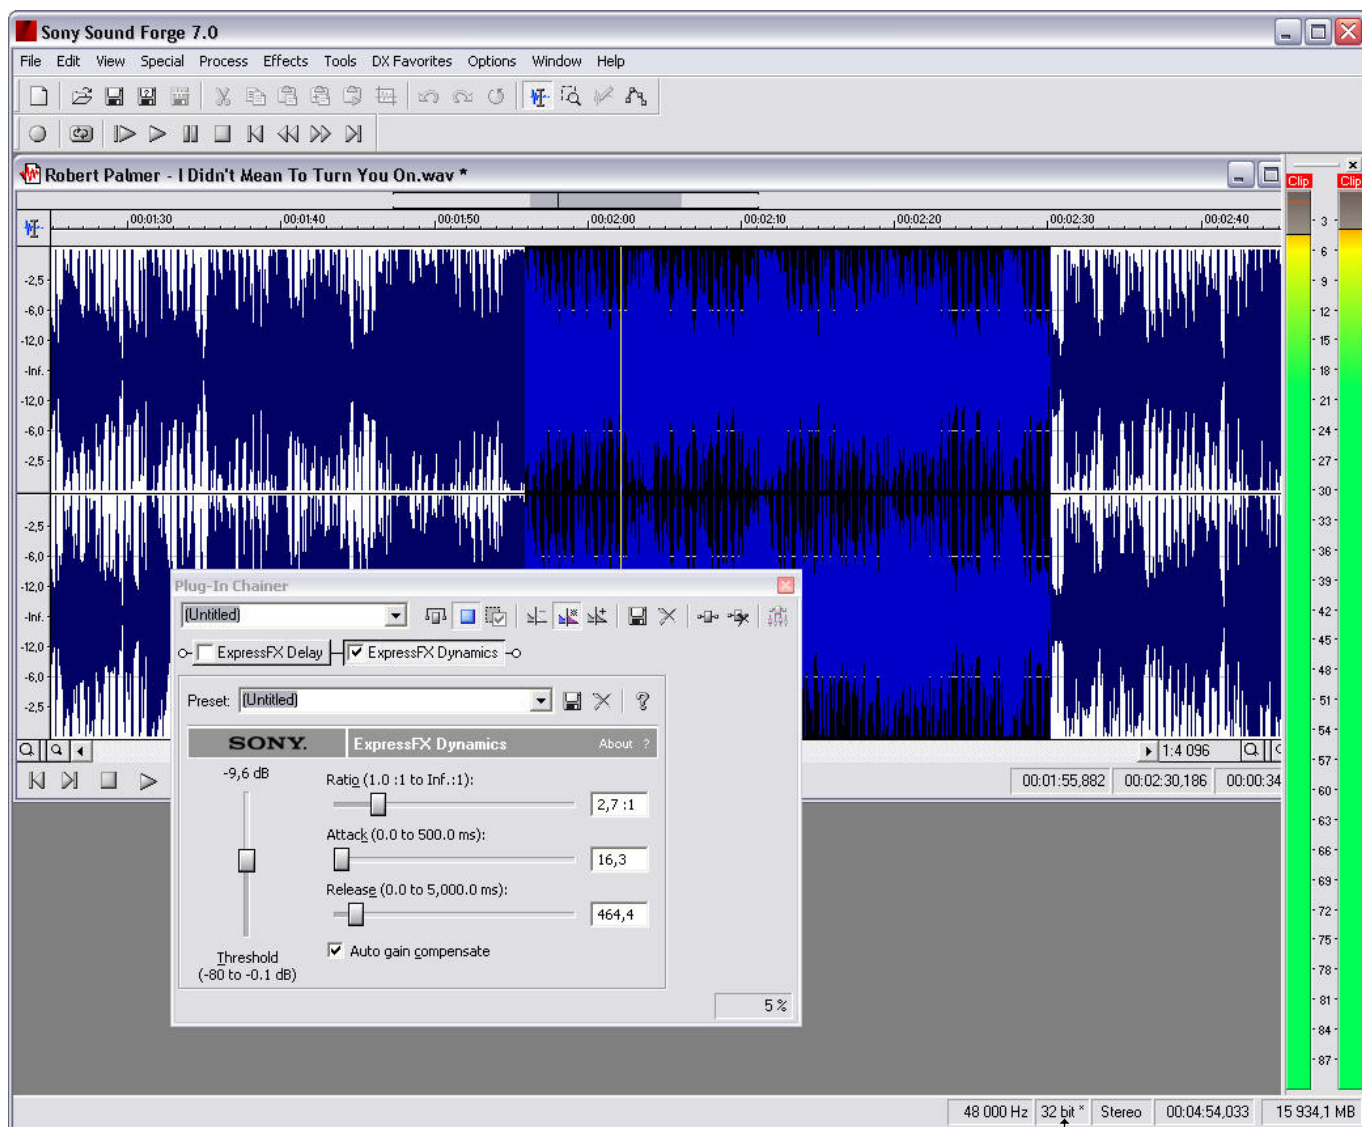 Sony Sound Forge 7.0
File Edit View Special Process Effects Tools DX Favorites Options Window Help
Robert Palmer - I Didn't Mean To Turn You On.wav *
Clip Clip
00:01:30 00:01:40 00:01:50 00:02:00 00:02:10 00:02:20 00:02:30 00:02:40
-2,5
-6,0
-12,0
-Inf.
-12,0
-6,0
-2,5
-2,5
-6,0
-12,0
-Inf.
-12,0
-6,0
-2,5
- 3 -
- 6 -
- 9 -
- 12 -
- 15 -
- 18 -
- 21 -
- 24 -
- 27 -
- 30 -
- 33 -
- 36 -
- 39 -
- 42 -
- 45 -
- 48 -
- 51 -
- 54 -
- 57 -
- 60 -
- 63 -
- 66 -
- 69 -
- 72 -
- 75 -
- 78 -
- 81 -
- 84 -
- 87 -
Plug-In Chainer
(Untitled)
ExpressFX Delay ExpressFX Dynamics
Preset: (Untitled)
SONY. ExpressFX Dynamics About ?
-9,6 dB
Ratio (1.0 :1 to Inf.:1):
2,7 :1
Attack (0.0 to 500.0 ms):
16,3
Release (0.0 to 5,000.0 ms):
464,4
Auto gain compensate
Threshold
(-80 to -0.1 dB)
5 %
1:4 096
00:01:55,882 00:02:30,186 00:00:34
48 000 Hz 32 bit * Stereo 00:04:54,033 15 934,1 MB